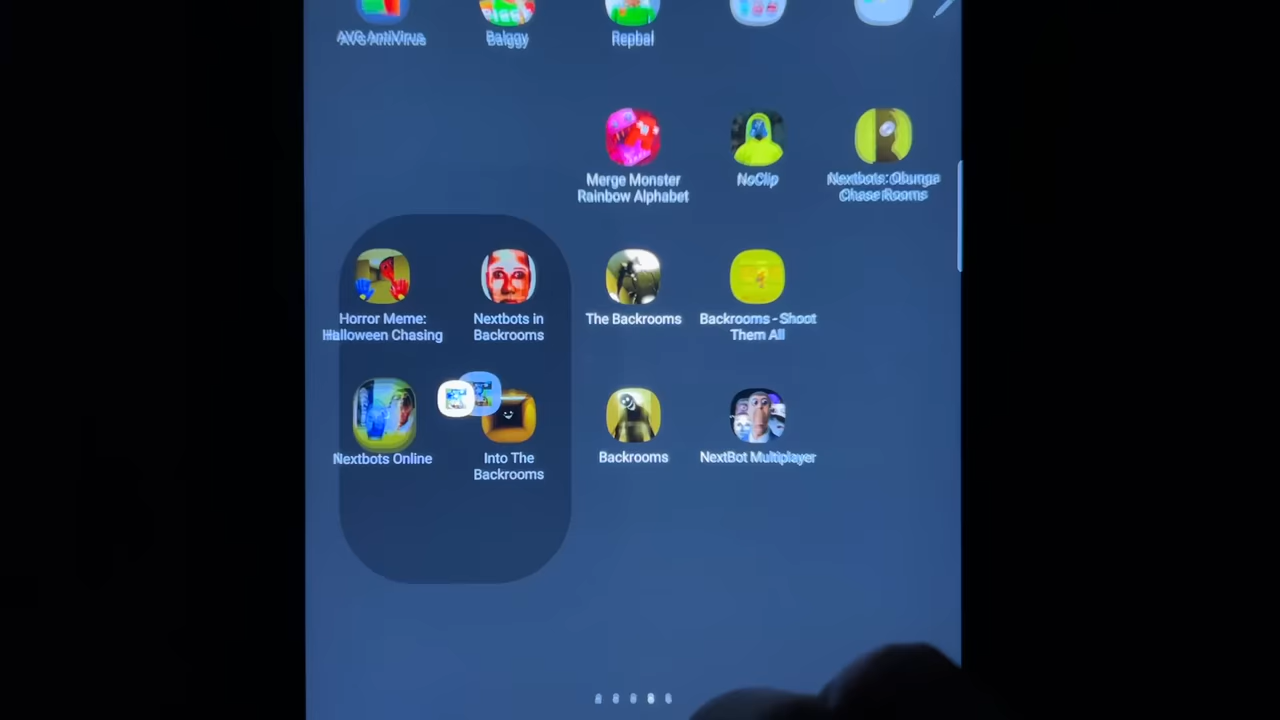 AVG AntiVirus
Balggy
Repbal
Merge Monster
Rainbow Alphabet
NoClip
Nextbots: Obunga
Chase Rooms
Horror Meme:
Halloween Chasing
Nextbots in
Backrooms
The Backrooms
Backrooms - Shoot
Them All
Nextbots Online
Into The
Backrooms
Backrooms
NextBot Multiplayer